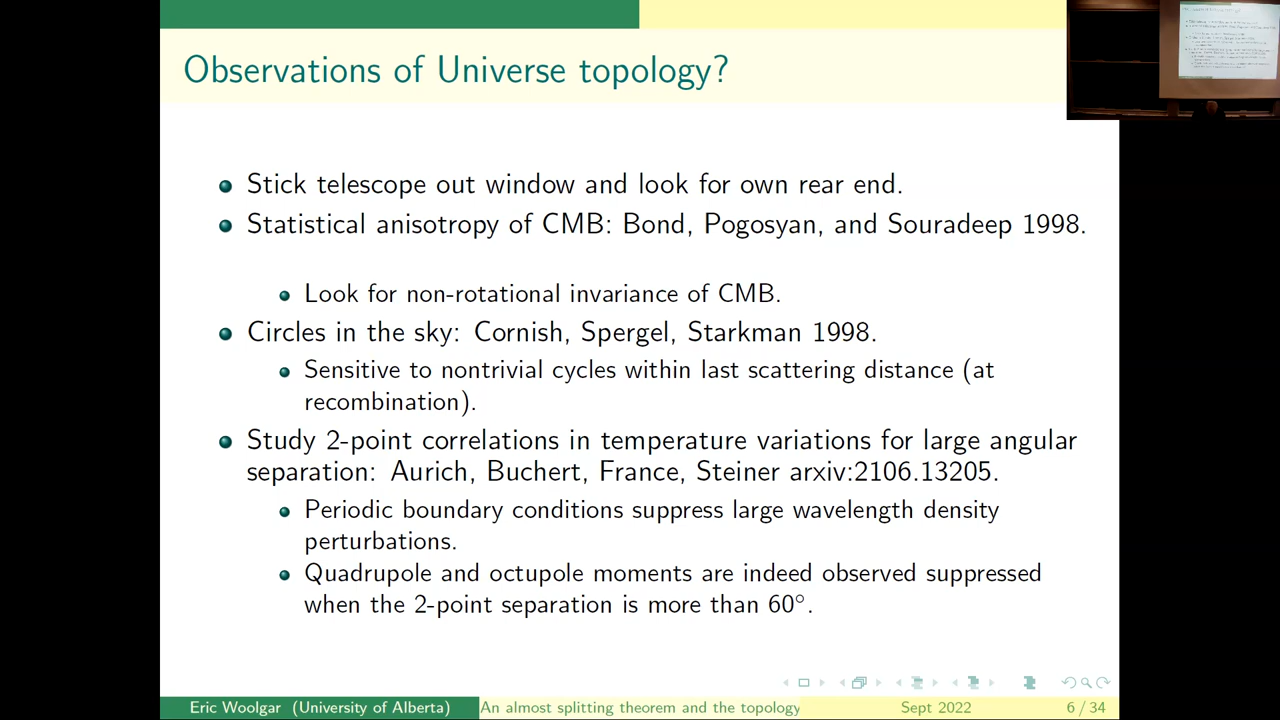 Observations of Universe topology?
Stick telescope out window and look for own rear end.
Statistical anisotropy of CMB: Bond, Pogosyan, and Souradeep 1998.
Look for non-rotational invariance of CMB.
Circles in the sky: Cornish, Spergel, Starkman 1998.
Sensitive to nontrivial cycles within last scattering distance (at
recombination).
Study 2-point correlations in temperature variations for large angular
separation: Aurich, Buchert, France, Steiner arxiv:2106.13205.
Periodic boundary conditions suppress large wavelength density
perturbations.
Quadrupole and octupole moments are indeed observed suppressed
when the 2-point separation is more than 60°.
Eric Woolgar (University of Alberta) An almost splitting theorem and the topology Sept 2022 6 / 34